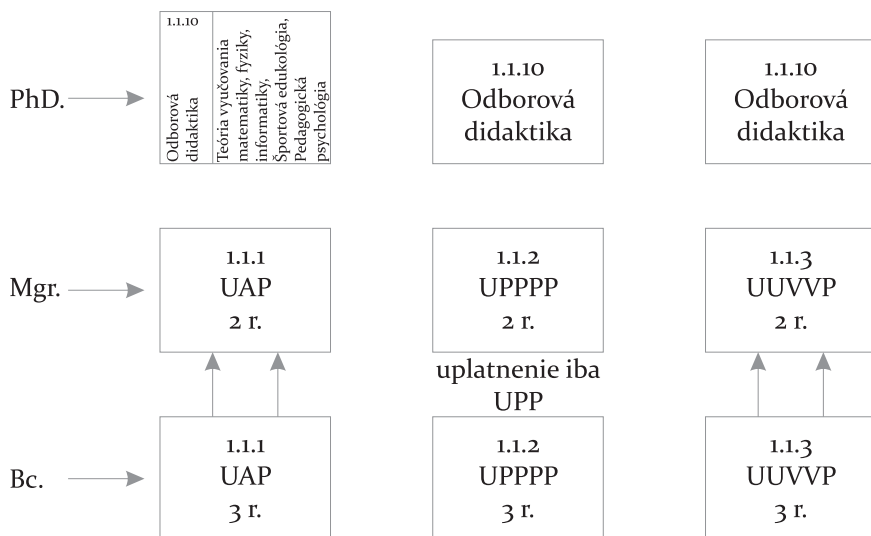 PhD.
1.1.10
Odborová
didaktika
Teória vyučovania
matematiky, fyziky,
informatiky,
Športová edukológia,
Pedagogická
psychológia
1.1.10
Odborová
didaktika
1.1.10
Odborová
didaktika
Mgr.
1.1.1
UAP
2 r.
1.1.2
UPPPP
2 r.
1.1.3
UUVVP
2 r.
uplatnenie iba
UPP
Bc.
1.1.1
UAP
3 r.
1.1.2
UPPPP
3 r.
1.1.3
UUVVP
3 r.